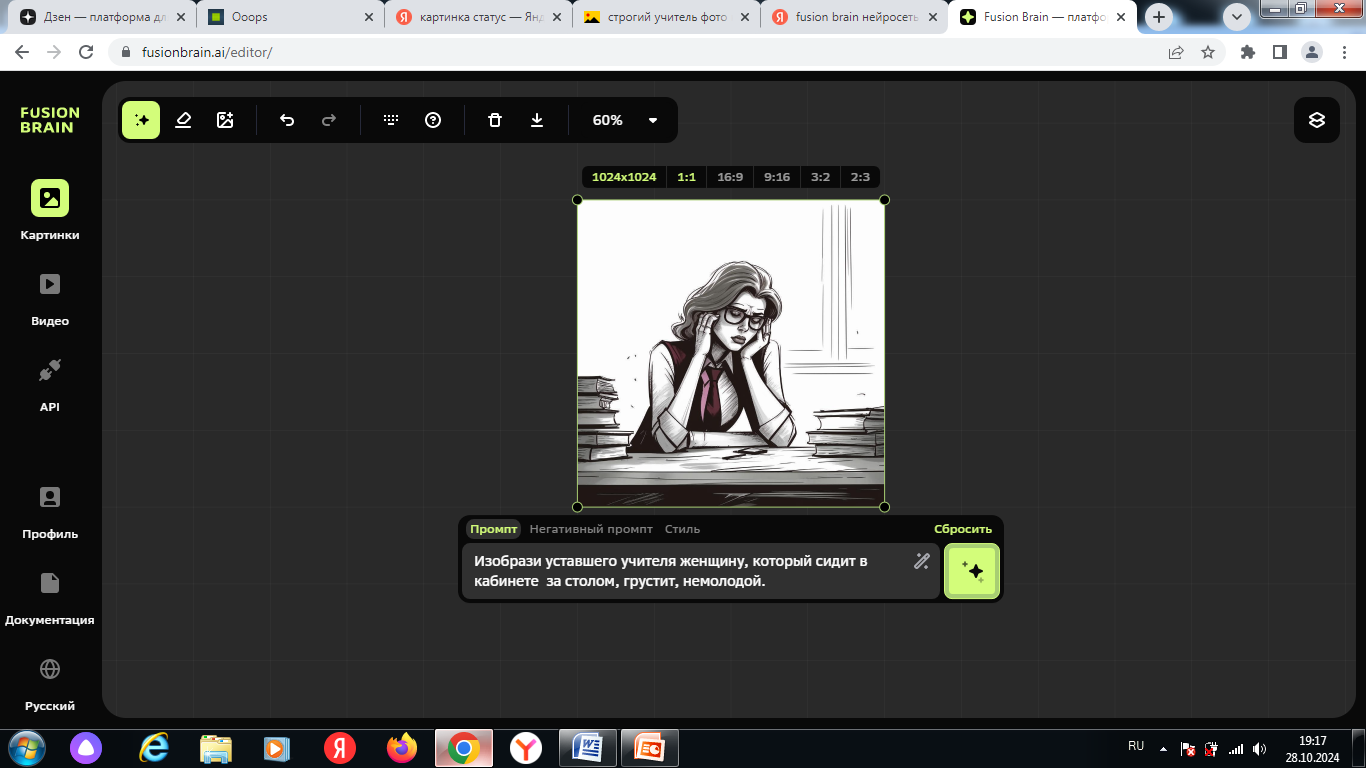 Дзен — платформа дл
Ooops
картинка статус — Янд
строгий учитель фото
fusion brain нейросеть
Fusion Brain — платфо
fusionbrain.ai/editor/
FUSION
BRAIN
60%
1024x1024 1:1 16:9 9:16 3:2 2:3
Картинки
Видео
API
Профиль
Документация
Русский
Промпт Негативный промпт Стиль Сбросить
Изобрази уставшего учителя женщину, который сидит в
кабинете за столом, грустит, немолодой.
RU
19:17
28.10.2024